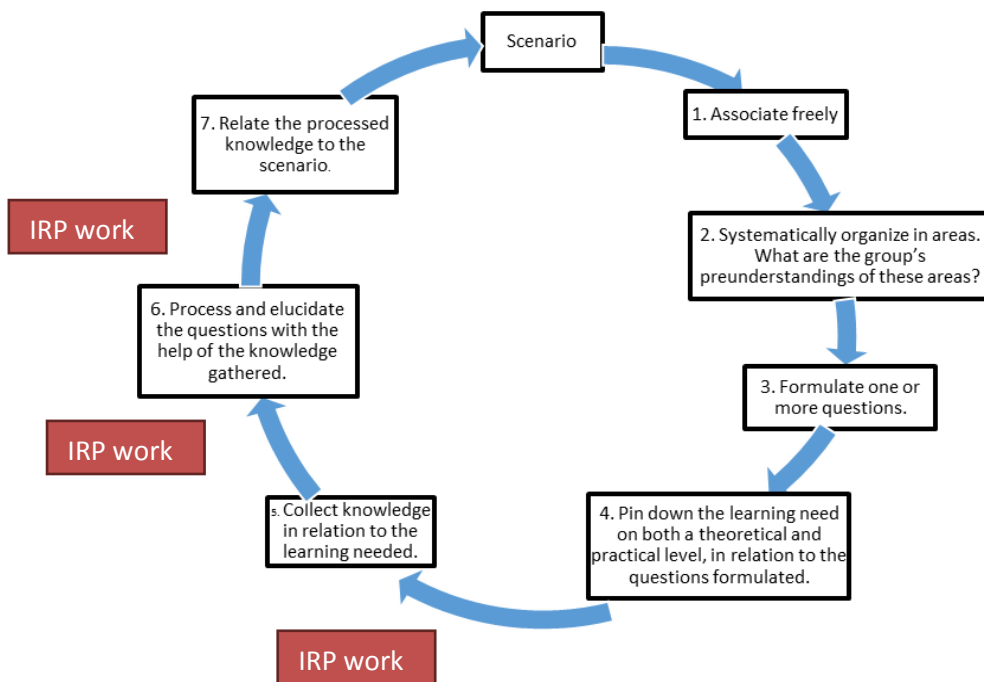 Scenario
1. Associate freely
2. Systematically organize in areas.
What are the group's
preunderstandings of these areas?
3. Formulate one or
more questions.
4. Pin down the learning need
on both a theoretical and
practical level, in relation to the
questions formulated.
IRP work
5. Collect knowledge
in relation to the
learning needed.
IRP work
6. Process and elucidate
the questions with the
help of the knowledge
gathered.
IRP work
7. Relate the processed
knowledge to the
scenario.